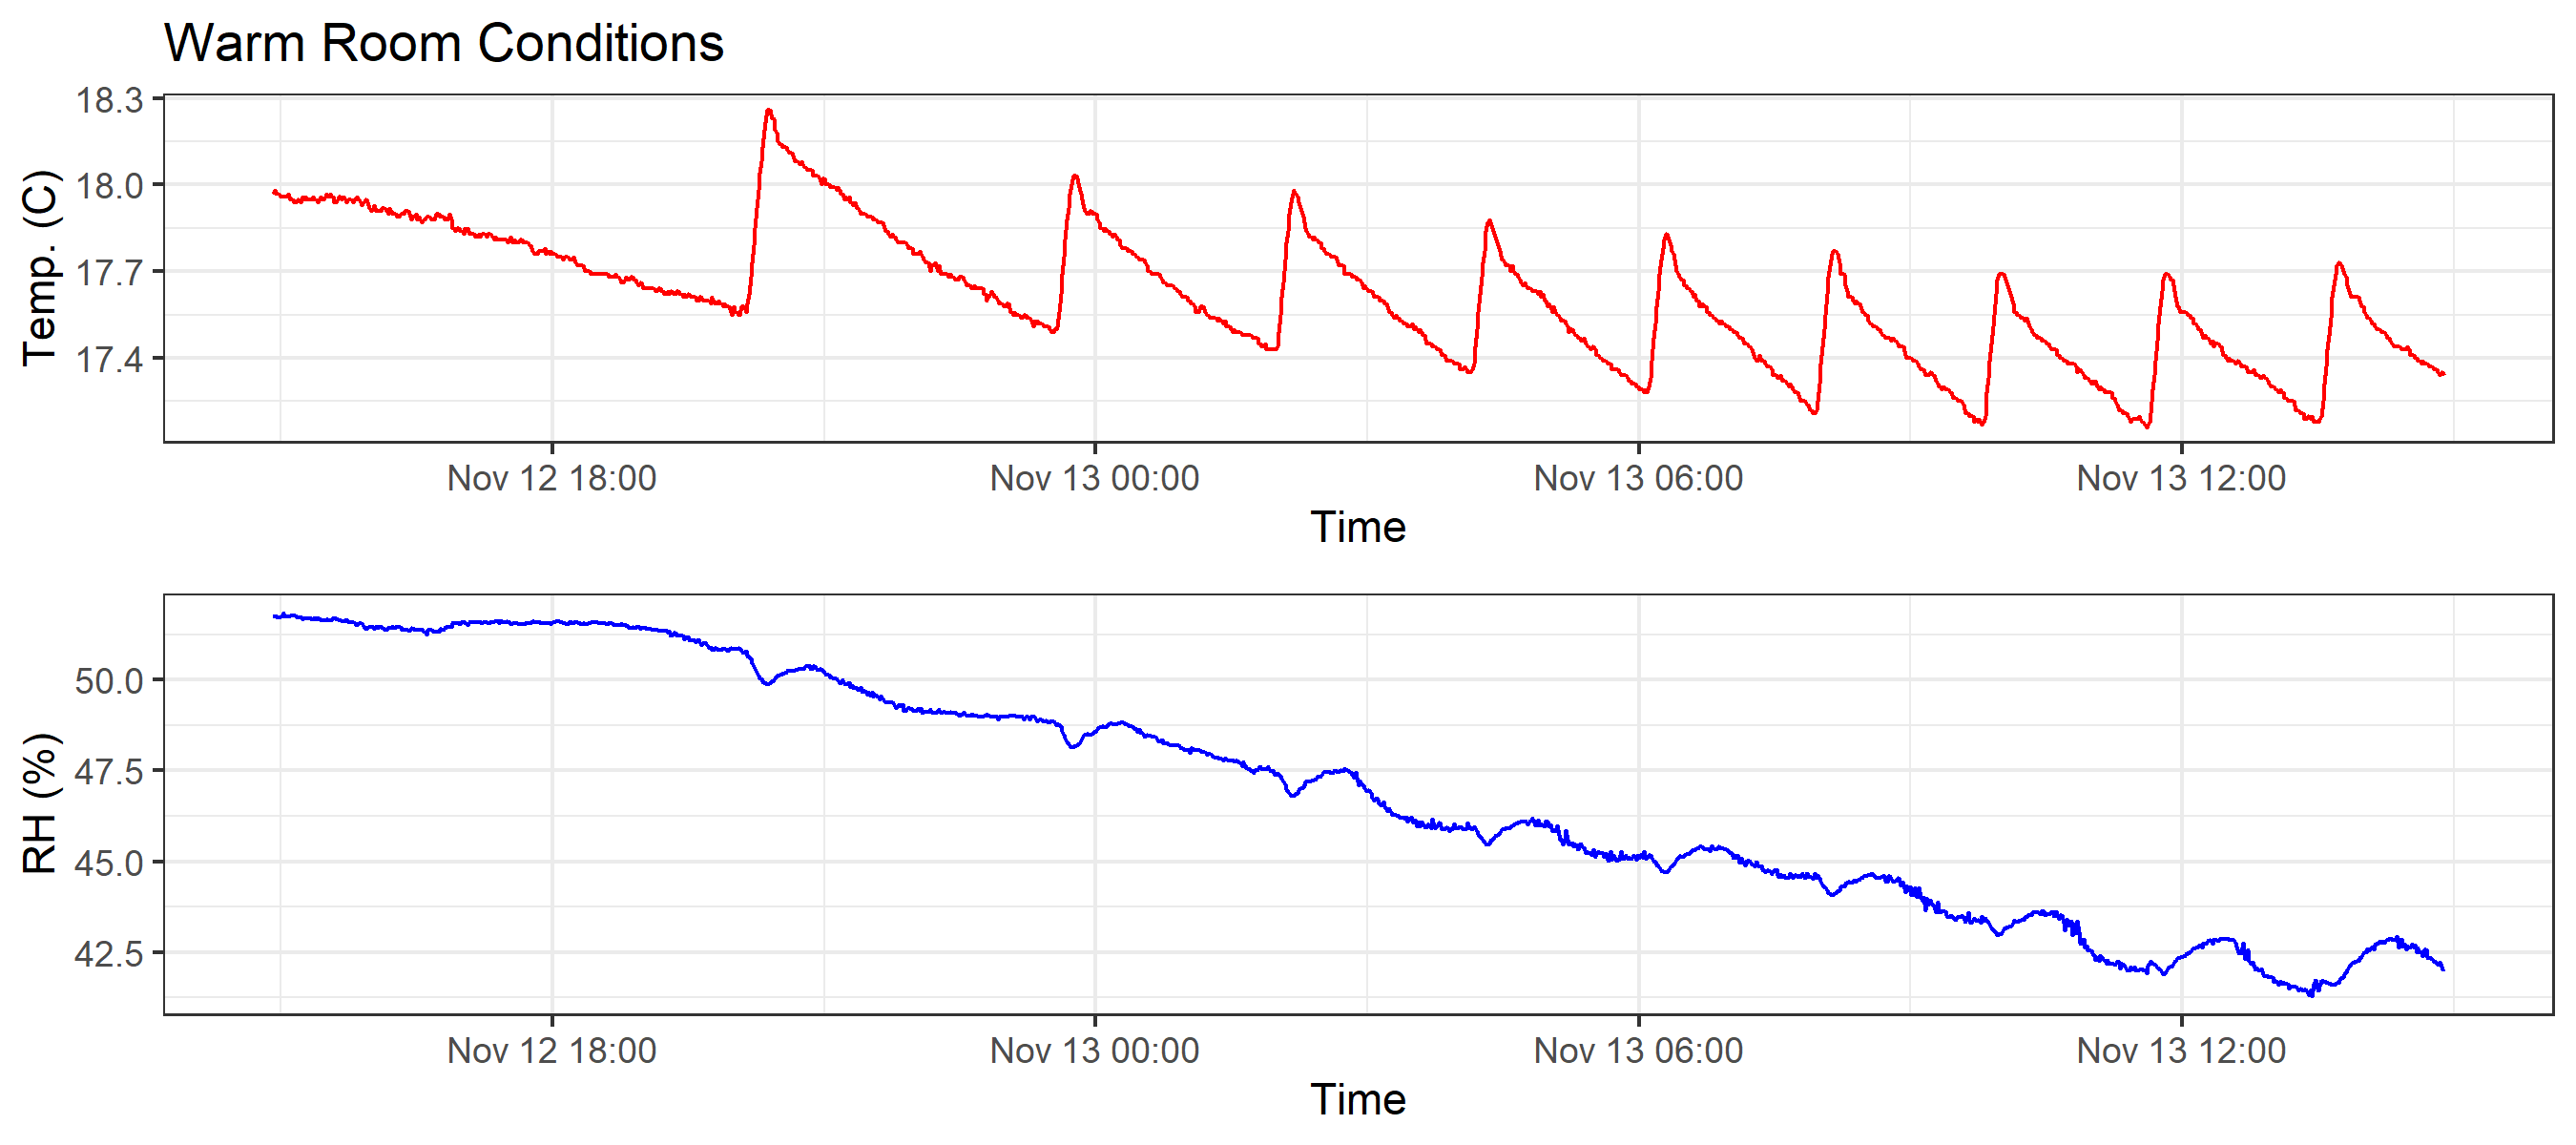 Warm Room Conditions
18.3
18.0
17.7
17.4
Temp. (C)
Nov 12 18:00 Nov 13 00:00 Nov 13 06:00 Nov 13 12:00
Time
50.0
47.5
45.0
42.5
RH (%)
Nov 12 18:00 Nov 13 00:00 Nov 13 06:00 Nov 13 12:00
Time